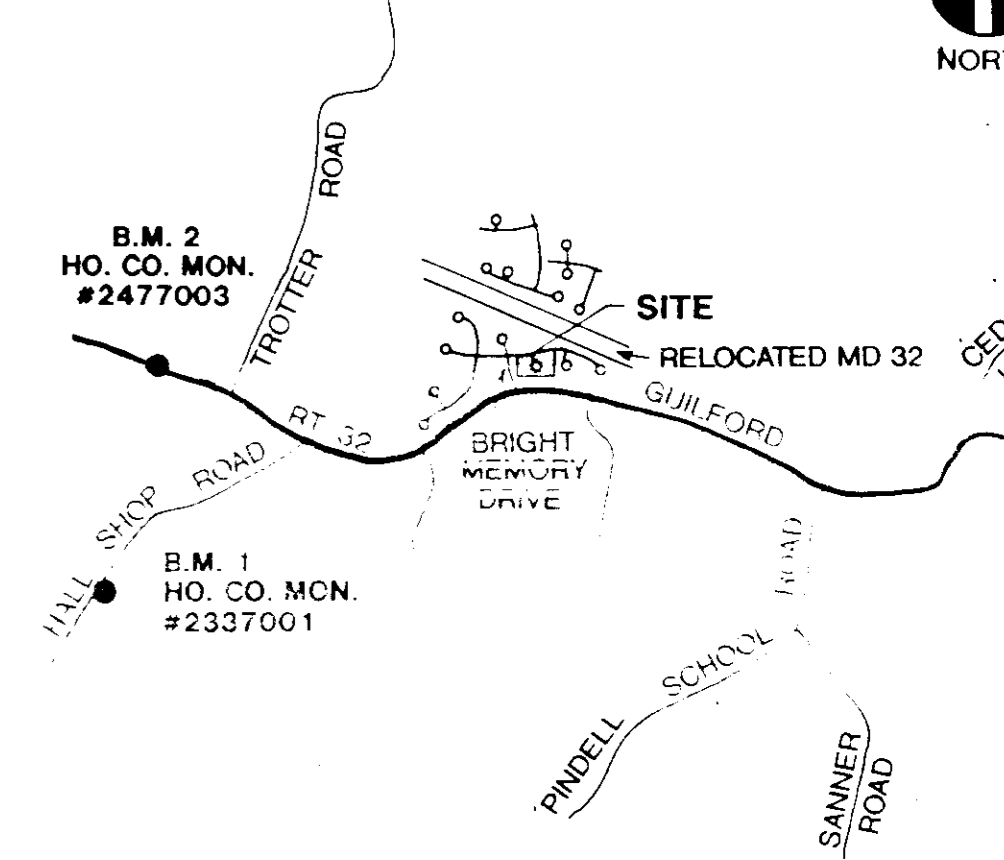 NORT
TROTTER ROAD
B.M. 2
HO. CO. MON.
#2477003
SITE
RELOCATED MD 32
CED
GUILFORD
RT 32
BRIGHT
MEMORY
DRIVE
HALL SHOP ROAD
B.M. 1
HO. CO. MON.
#2337001
PINDELL SCHOOL ROAD
SANNER
ROAD